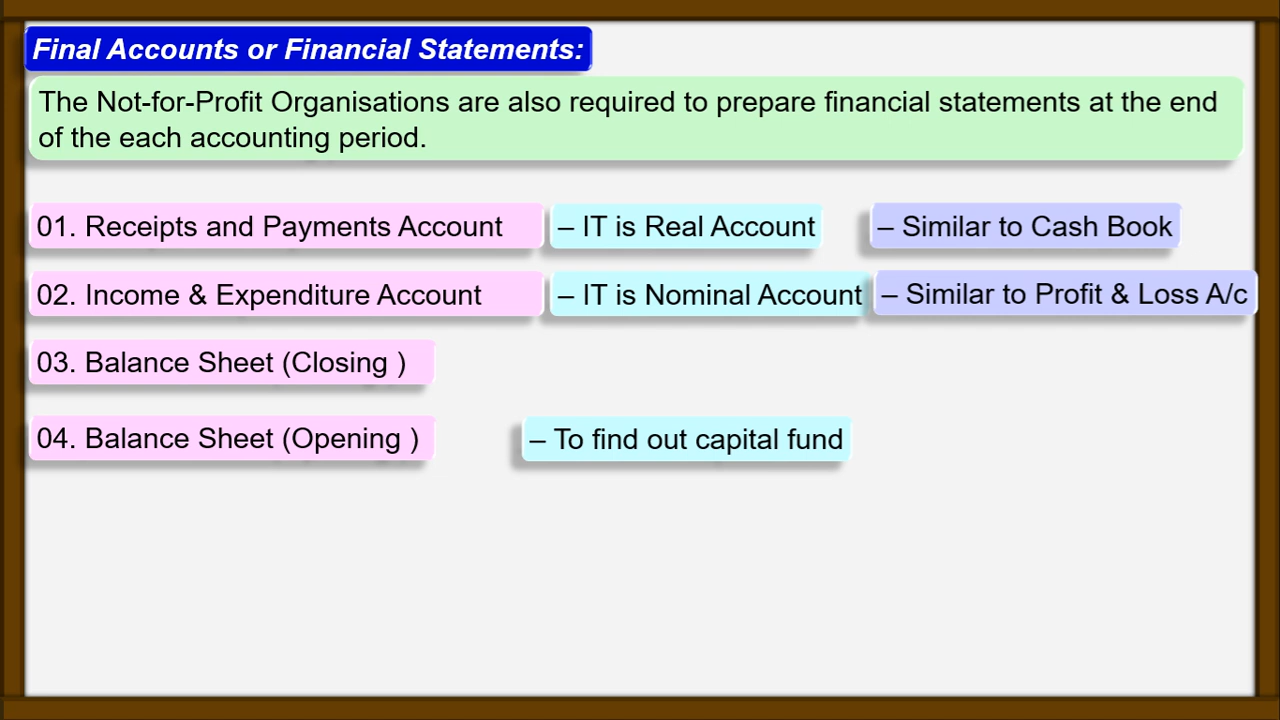 Final Accounts or Financial Statements:
The Not-for-Profit Organisations are also required to prepare financial statements at the end
of the each accounting period.
01. Receipts and Payments Account – IT is Real Account – Similar to Cash Book
02. Income & Expenditure Account – IT is Nominal Account – Similar to Profit & Loss A/c
03. Balance Sheet (Closing )
04. Balance Sheet (Opening ) – To find out capital fund